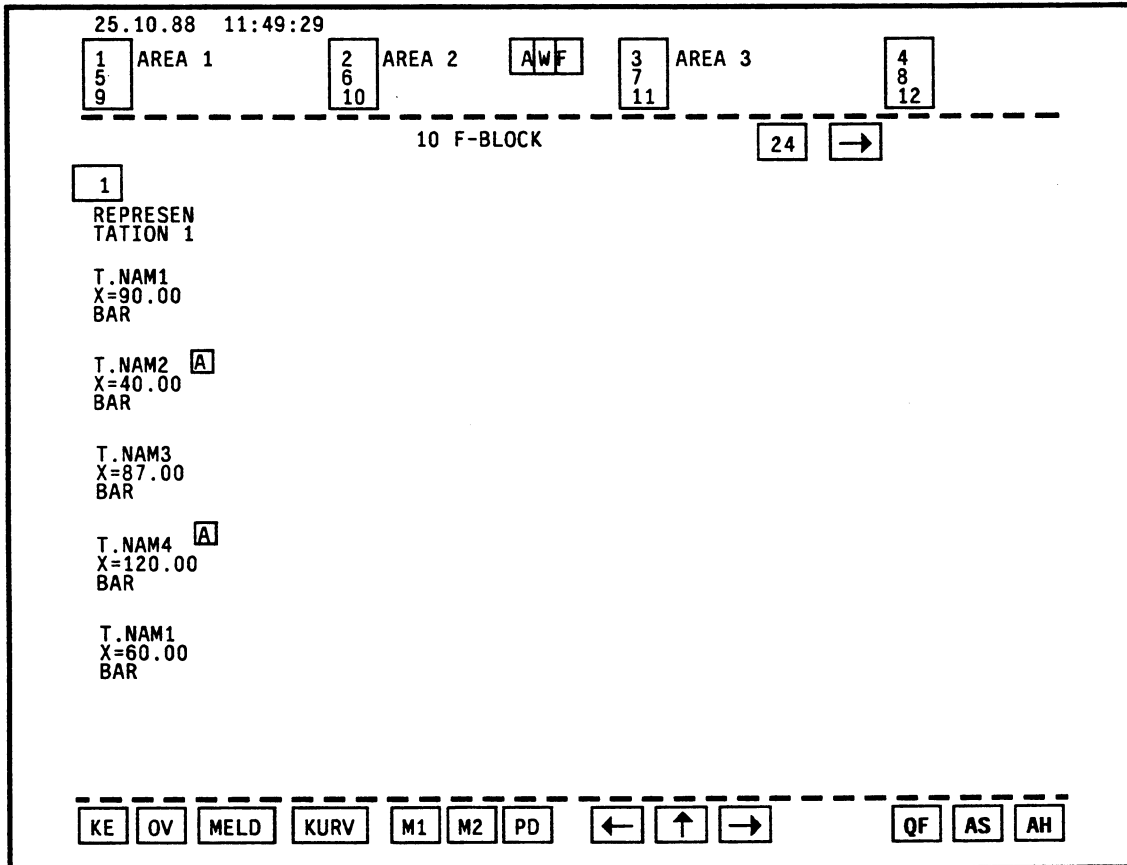 25.10.88 11:49:29
1 AREA 1 2 AREA 2 A W F 3 AREA 3 4
5 6 7 8
9 10 11 12
10 F-BLOCK 24 →
1
REPRESEN
TATION 1
T.NAM1
X=90.00
BAR
T.NAM2 A
X=40.00
BAR
T.NAM3
X=87.00
BAR
T.NAM4 A
X=120.00
BAR
T.NAM1
X=60.00
BAR
KE OV MELD KURV M1 M2 PD ← ↑ → QF AS AH